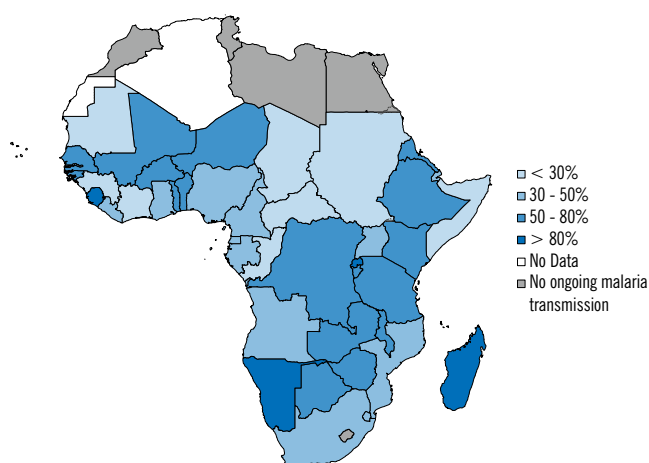 < 30%
30 - 50%
50 - 80%
> 80%
No Data
No ongoing malaria
transmission